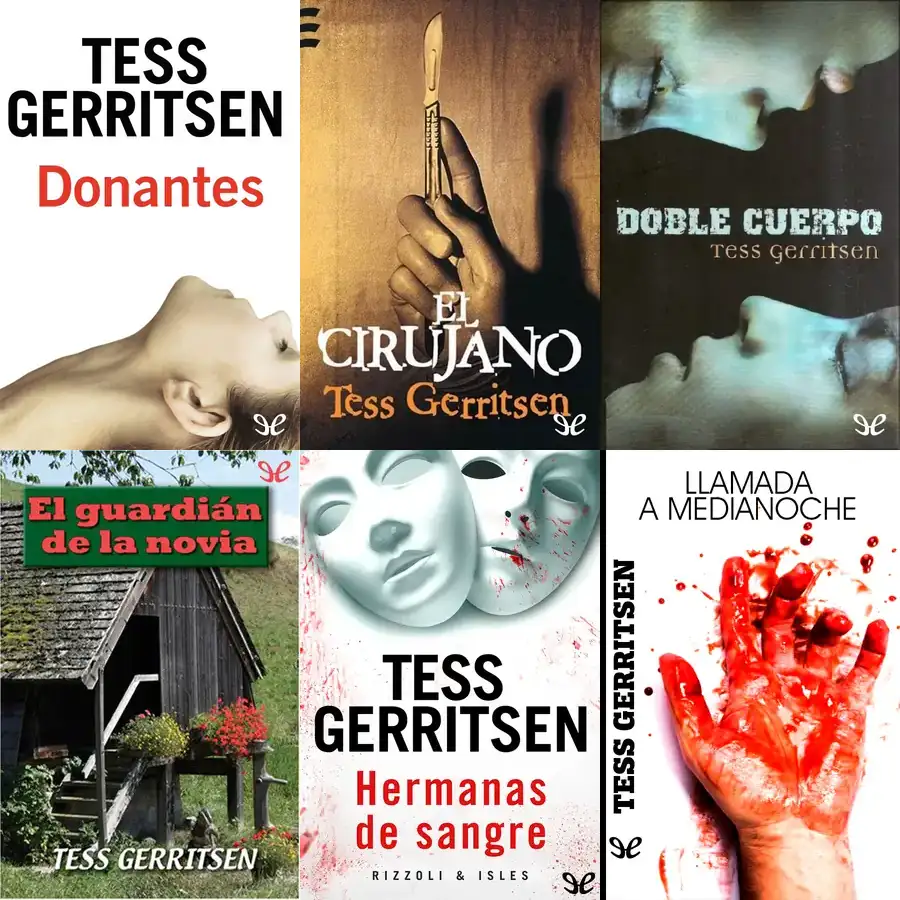 TESS
GERRITSEN
Donantes
EL
CIRUJANO
Tess Gerritsen
DOBLE CUERPO
Tess Gerritsen
El guardián
de la novia
TESS GERRITSEN
TESS
GERRITSEN
Hermanas
de sangre
RIZZOLI & ISLES
LLAMADA
A MEDIANOCHE
TESS GERRITSEN